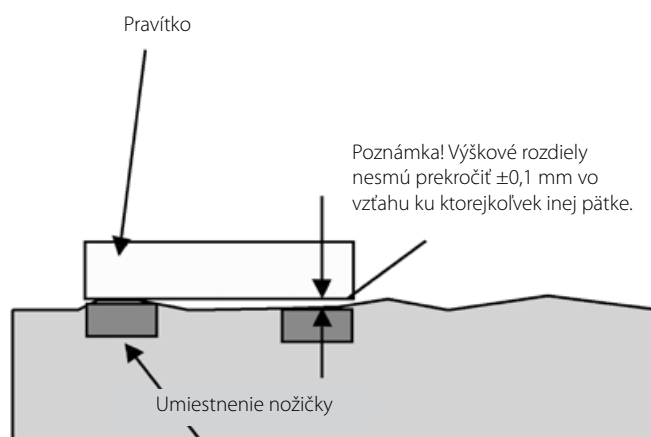 Pravítko
Poznámka! Výškové rozdiely
nesmú prekročiť ±0,1 mm vo
vzťahu ku ktorejkoľvek inej pätke.
Umiestnenie nožičky